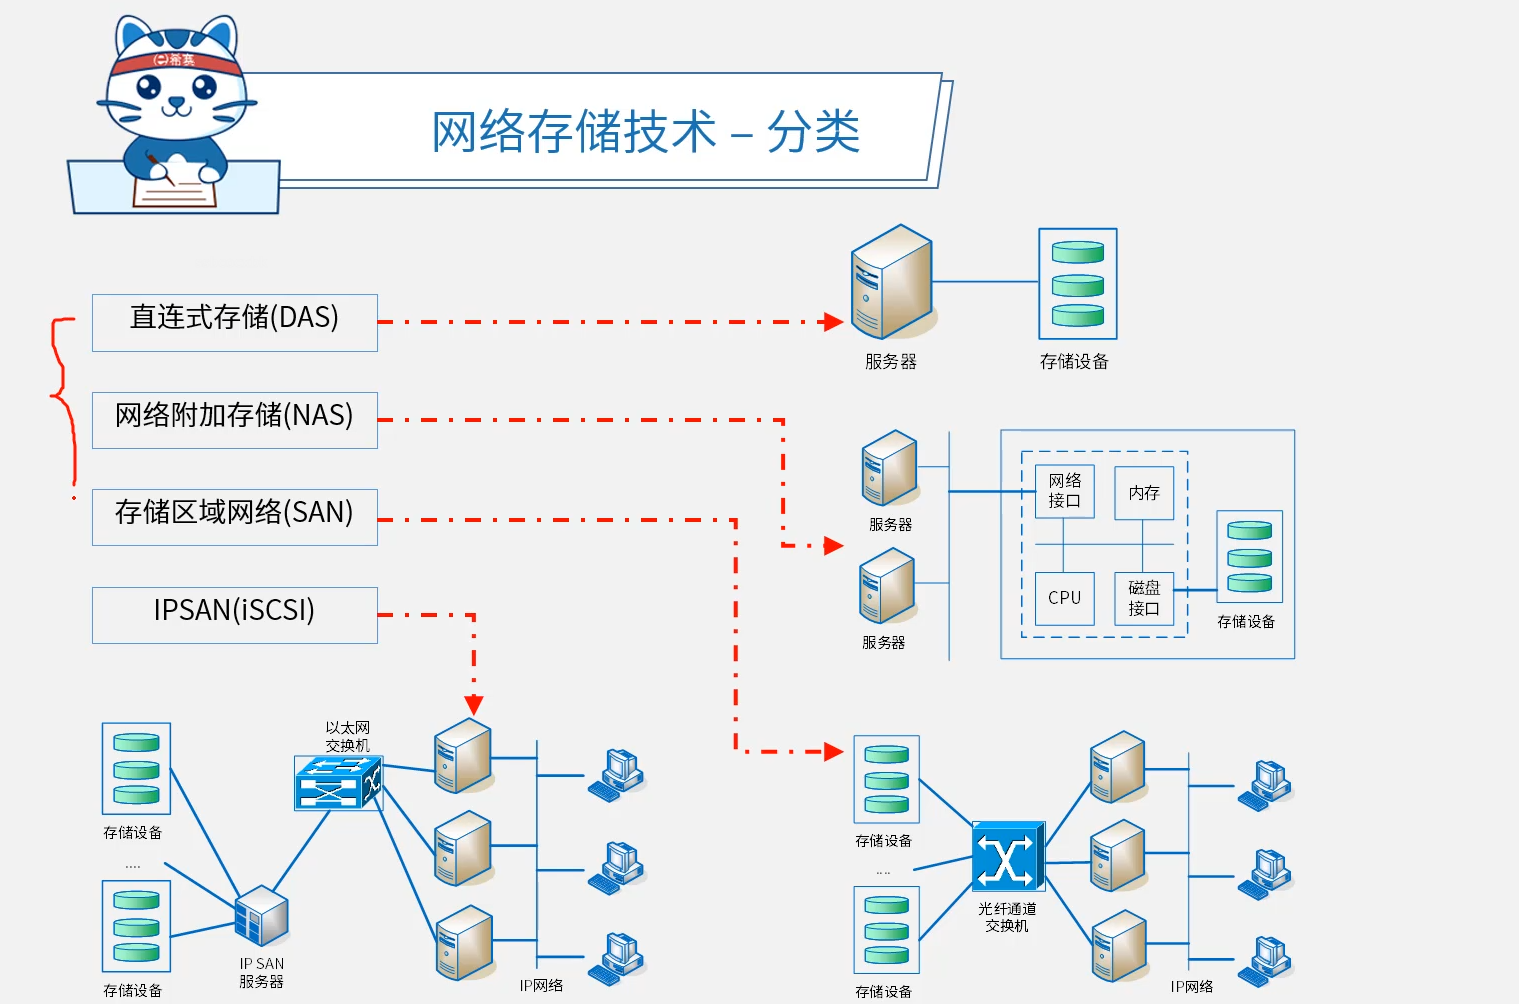 希赛
网络存储技术 – 分类
直连式存储(DAS)
服务器
存储设备
网络附加存储(NAS)
服务器
服务器
网络
接口
内存
CPU
磁盘
接口
存储设备
存储区域网络(SAN)
IPSAN(iSCSI)
以太网
交换机
存储设备
....
存储设备
IP SAN
服务器
IP网络
存储设备
....
存储设备
光纤通道
交换机
IP网络